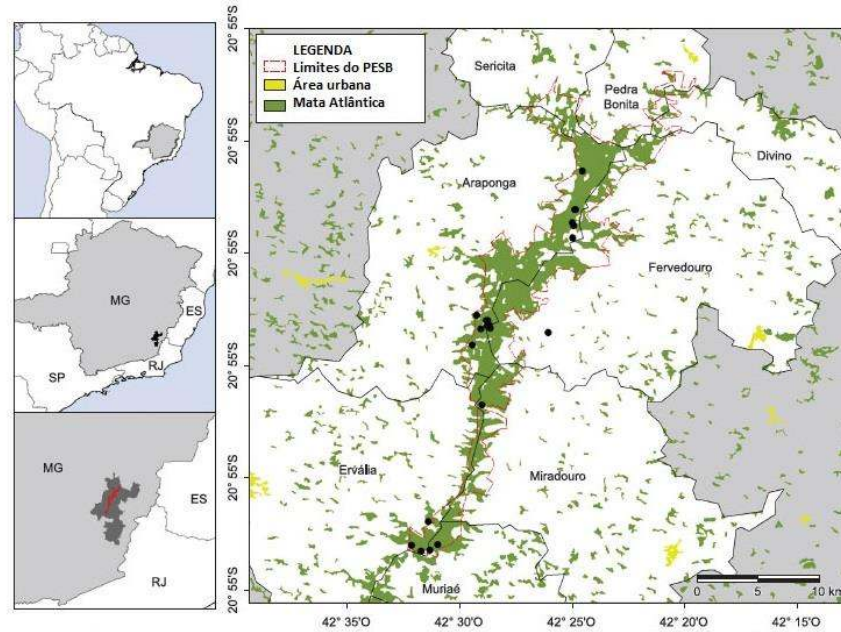 MG
ES
SP
RJ
MG
ES
RJ
LEGENDA
Limites do PESB
Área urbana
Mata Atlântica
Sericita
Pedra
Bonita
Divino
Araponga
Fervedouro
Ervália
Miradouro
Muriaé
20° 55'S
20° 55'S
20° 55'S
20° 55'S
20° 55'S
20° 55'S
0 5 10 km
42° 35'O
42° 30'O
42° 25'O
42° 20'O
42° 15'O